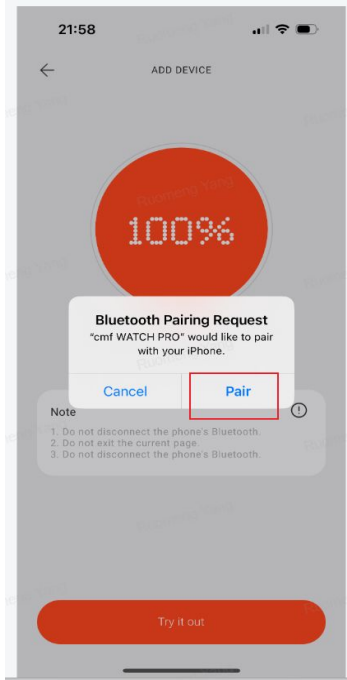 21:58
ADD DEVICE
100%
Bluetooth Pairing Request
"cmf WATCH PRO" would like to pair
with your iPhone.
Cancel
Pair
Note
1. Do not disconnect the phone's Bluetooth.
2. Do not exit the current page.
3. Do not disconnect the phone's Bluetooth.
Try it out